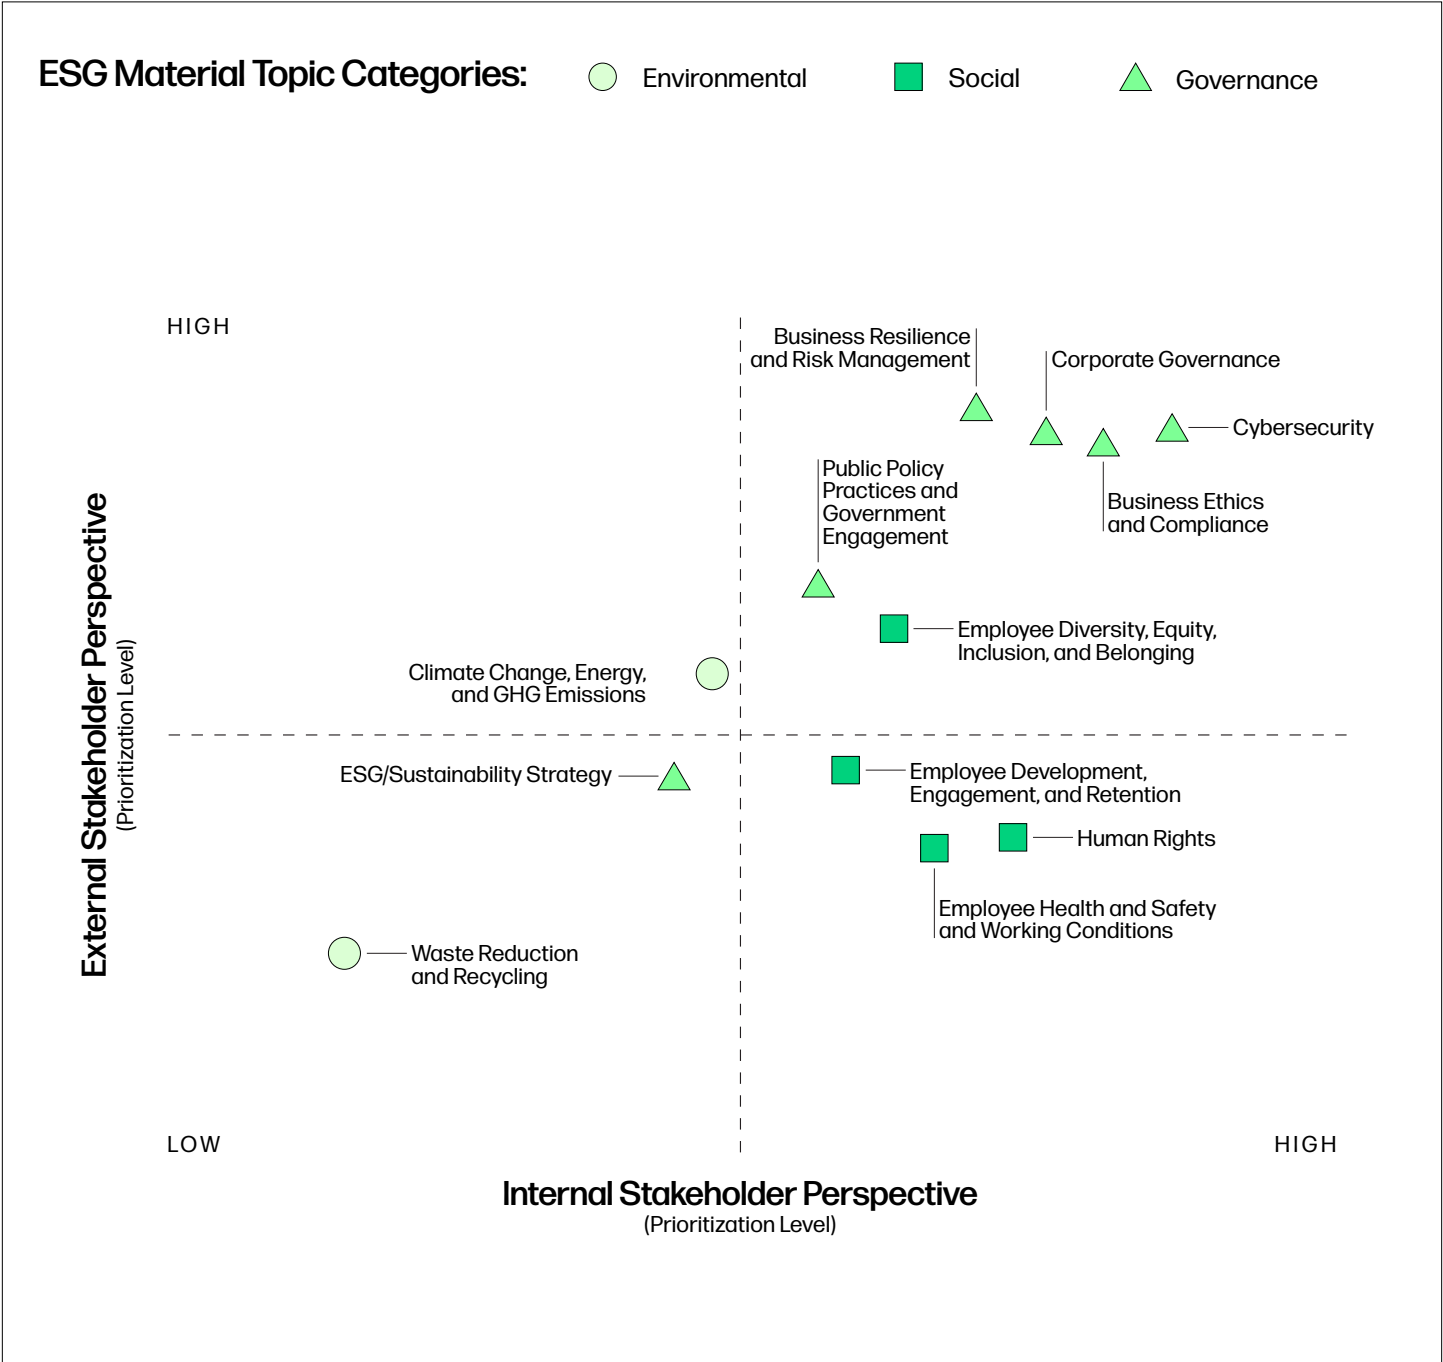 ESG Material Topic Categories:
Environmental
Social
Governance
HIGH
Business Resilience
and Risk Management
Corporate Governance
Cybersecurity
Public Policy
Practices and
Government
Engagement
Business Ethics
and Compliance
Employee Diversity, Equity,
Inclusion, and Belonging
Climate Change, Energy,
and GHG Emissions
External Stakeholder Perspective
(Prioritization Level)
ESG/Sustainability Strategy
Employee Development,
Engagement, and Retention
Human Rights
Employee Health and Safety
and Working Conditions
Waste Reduction
and Recycling
LOW
HIGH
Internal Stakeholder Perspective
(Prioritization Level)